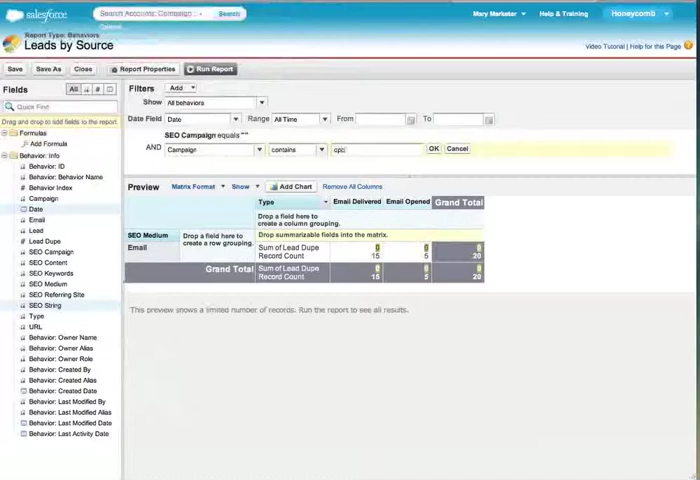 salesforce
Search Accounts: Campaign
Search
Mary Markster
Help & Training
Honeycomb
Report Type: Behaviors
Leads by Source
Video Tutorial | Help for this Page
Save
Save As
Close
Report Properties
Run Report
Fields
All
#
Quick Find
Drag and drop to add fields to the report.
Formulas
Add Formula
Behavior: Info
Behavior: ID
Behavior: Behavior Name
# Behavior Index
Campaign
Date
Email
Lead
# Lead Dupe
SEO Campaign
SEO Content
SEO Keywords
SEO Medium
SEO Referring Site
SEO String
Type
URL
Behavior: Owner Name
Behavior: Owner Alias
Behavior: Owner Role
Behavior: Created By
Behavior: Created Alias
Behavior: Created Date
Behavior: Last Modified By
Behavior: Last Modified Alias
Behavior: Last Modified Date
Behavior: Last Activity Date
Filters
Add
Show All behaviors
Date Field Date Range All Time From To
SEO Campaign equals ""
AND Campaign contains cpc OK Cancel
Preview Matrix Format Show Add Chart Remove All Columns
Type Email Delivered Email Opened Grand Total
Drop a field here to
create a column grouping.
SEO Medium Drop a field here to
create a row grouping.
Drop summarizable fields into the matrix.
Email Sum of Lead Dupe 0 0 0
Record Count 15 5 20
Grand Total Sum of Lead Dupe 0 0 0
Record Count 15 5 20
This preview shows a limited number of records. Run the report to see all results.